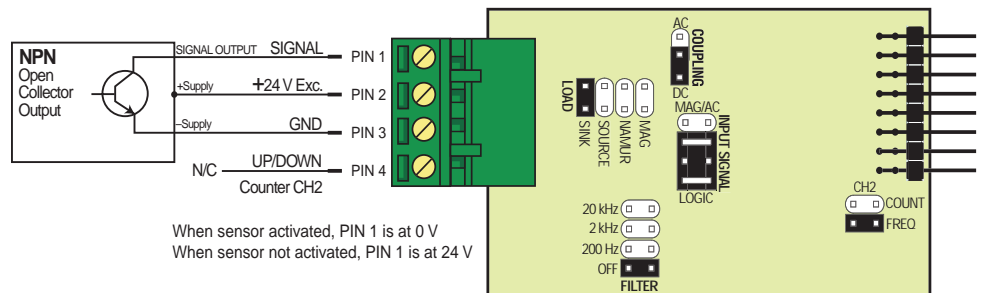 NPN
Open
Collector
Output
SIGNAL OUTPUT SIGNAL PIN 1
+Supply +24 V Exc. PIN 2
–Supply GND PIN 3
N/C UP/DOWN PIN 4
Counter CH2
When sensor activated, PIN 1 is at 0 V
When sensor not activated, PIN 1 is at 24 V
AC
COUPLING
DC
LOAD
SINK
SOURCE
NAMUR
MAG
MAG/AC
INPUT SIGNAL
LOGIC
20 kHz
2 kHz
200 Hz
OFF
FILTER
CH2
COUNT
FREQ